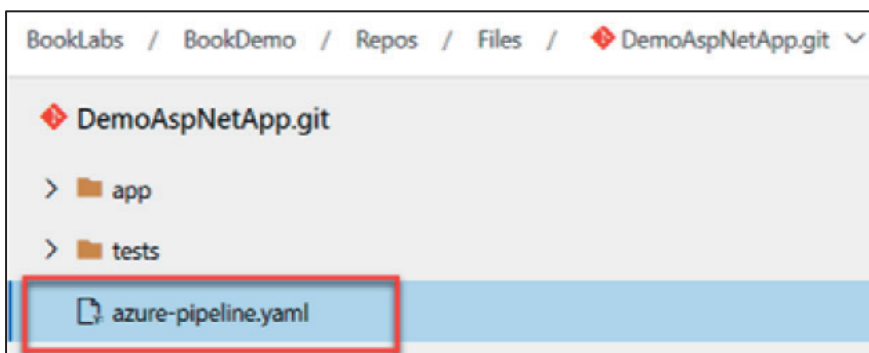 BookLabs / BookDemo / Repos / Files / DemoAspNetApp.git
DemoAspNetApp.git
app
tests
azure-pipeline.yaml